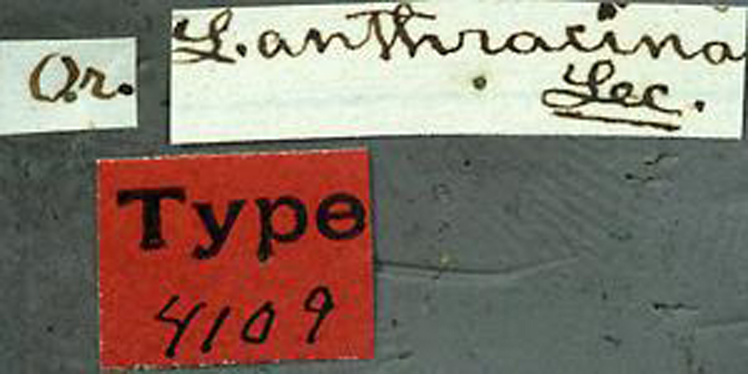 Or.
L. anthracina
Lec.
Type
4109